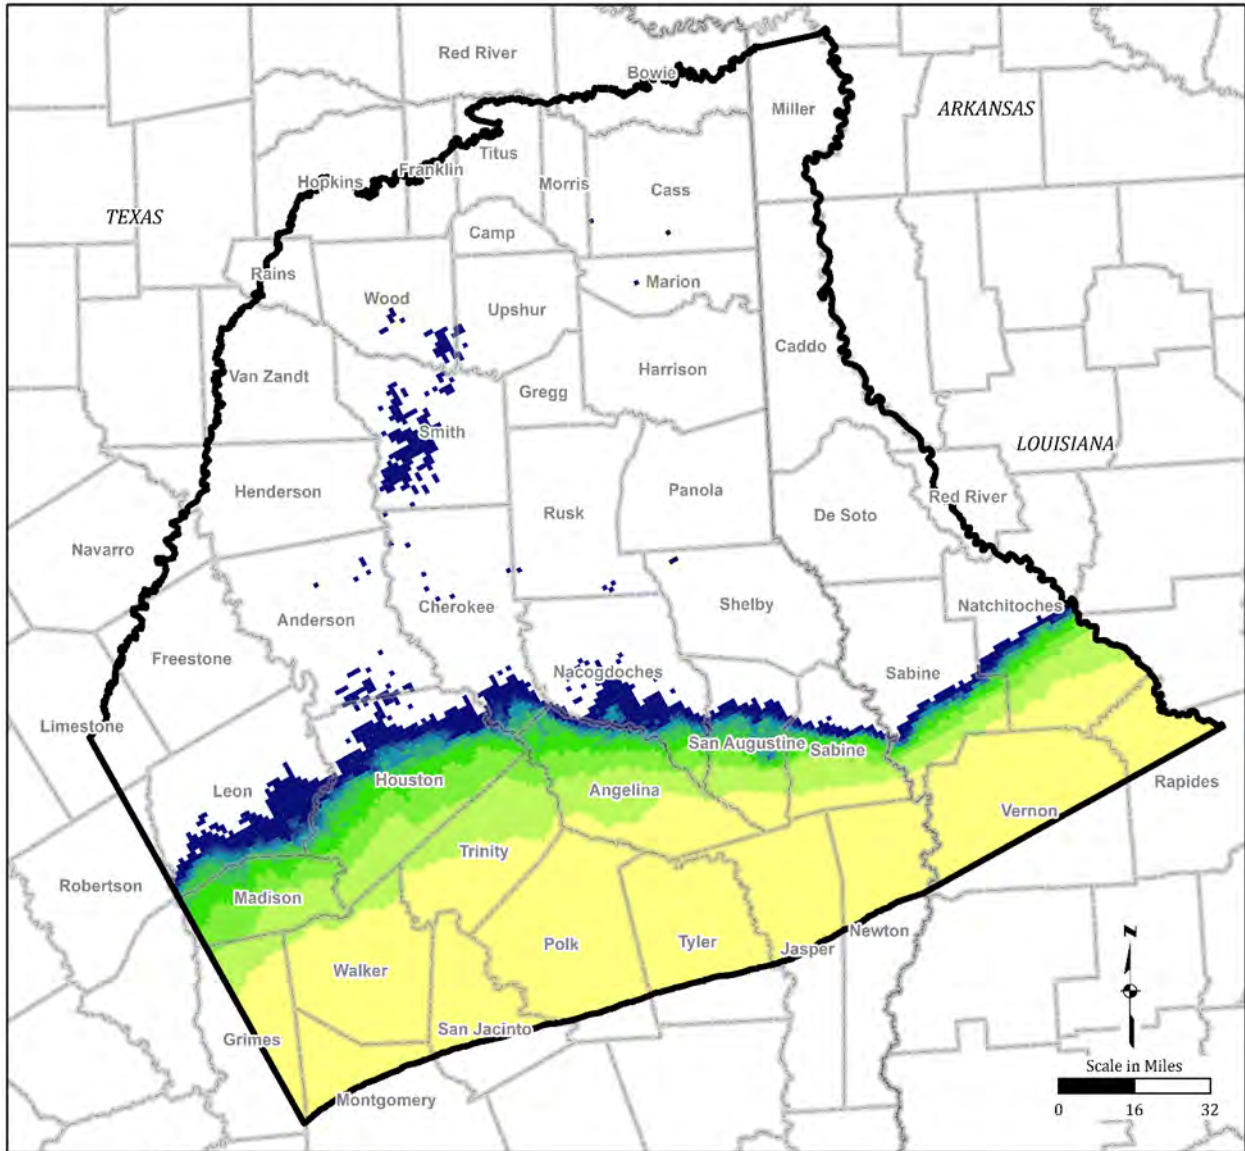 Red River
Bowie
Miller
ARKANSAS
Titus
Franklin
Hopkins
Morris
Cass
TEXAS
Camp
Rains
Marion
Wood
Upshur
Caddo
Harrison
Van Zandt
Gregg
Smith
LOUISIANA
Henderson
Panola
Red River
Rusk
De Soto
Navarro
Shelby
Natchitoches
Cherokee
Anderson
Freestone
Nacogdoches
Sabine
Limestone
San Augustine
Sabine
Houston
Rapides
Leon
Angelina
Vernon
Trinity
Robertson
Madison
N
Newton
Polk
Tyler
Jasper
Walker
San Jacinto
Grimes
Scale in Miles
Montgomery
0 16 32